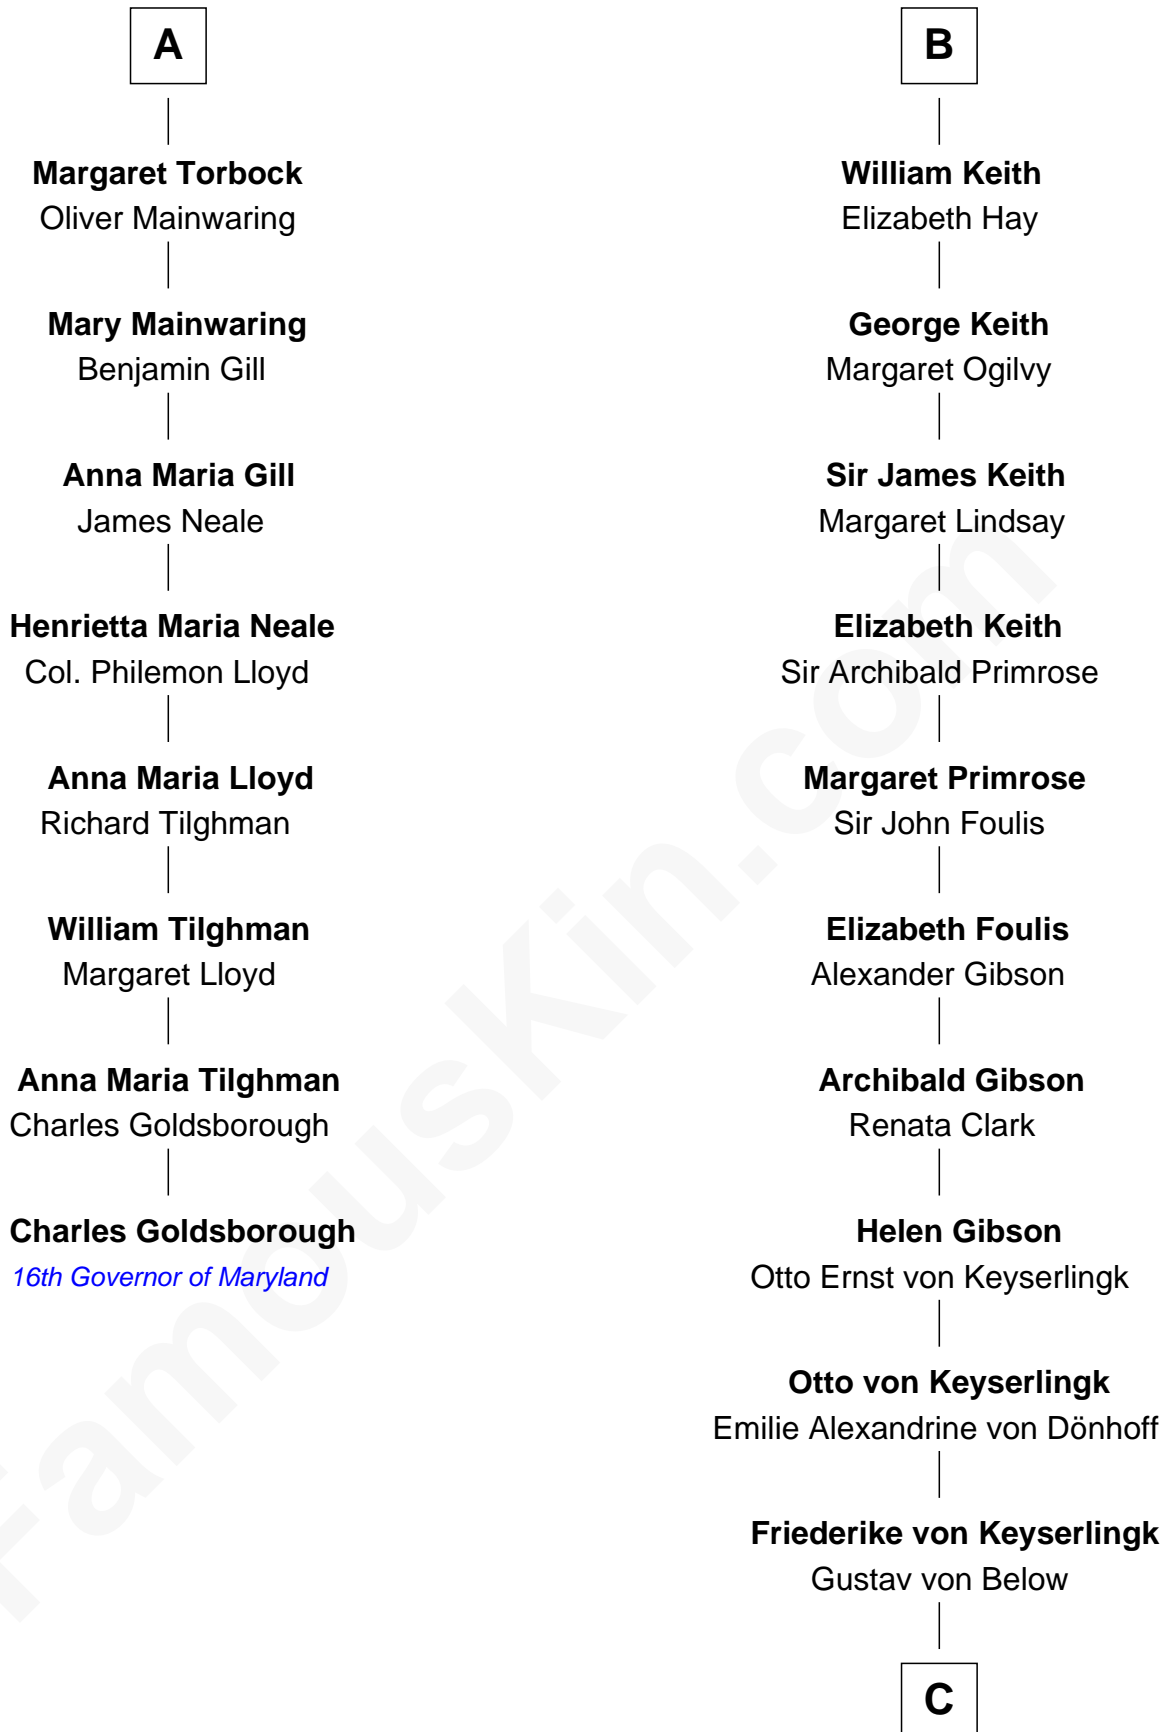 A
Margaret Torbock
Oliver Mainwaring
Mary Mainwaring
Benjamin Gill
Anna Maria Gill
James Neale
Henrietta Maria Neale
Col. Philemon Lloyd
Anna Maria Lloyd
Richard Tilghman
William Tilghman
Margaret Lloyd
Anna Maria Tilghman
Charles Goldsborough
Charles Goldsborough
16th Governor of Maryland
B
William Keith
Elizabeth Hay
George Keith
Margaret Ogilvy
Sir James Keith
Margaret Lindsay
Elizabeth Keith
Sir Archibald Primrose
Margaret Primrose
Sir John Foulis
Elizabeth Foulis
Alexander Gibson
Archibald Gibson
Renata Clark
Helen Gibson
Otto Ernst von Keyserlingk
Otto von Keyserlingk
Emilie Alexandrine von Dönhoff
Friederike von Keyserlingk
Gustav von Below
C
FamousKin.com